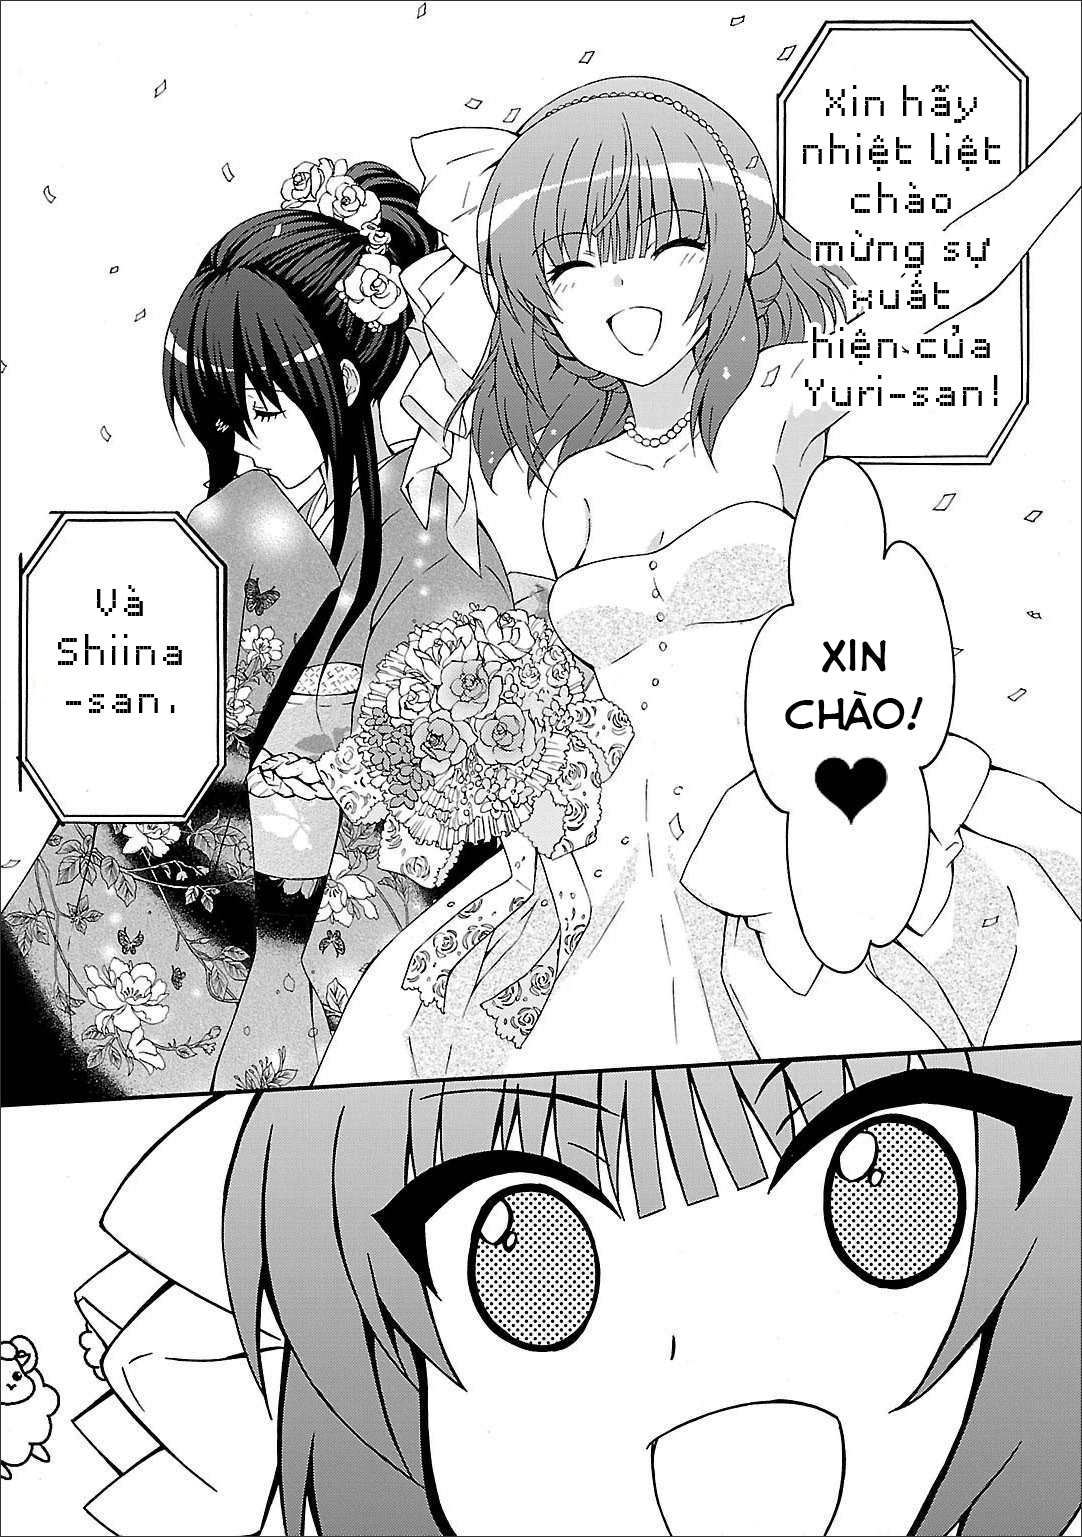 Xin hãy
nhiệt liệt
chào
mừng sự
xuất
hiện của
Yuri-san!
XIN
CHÀO!
Và
Shiina
-san.